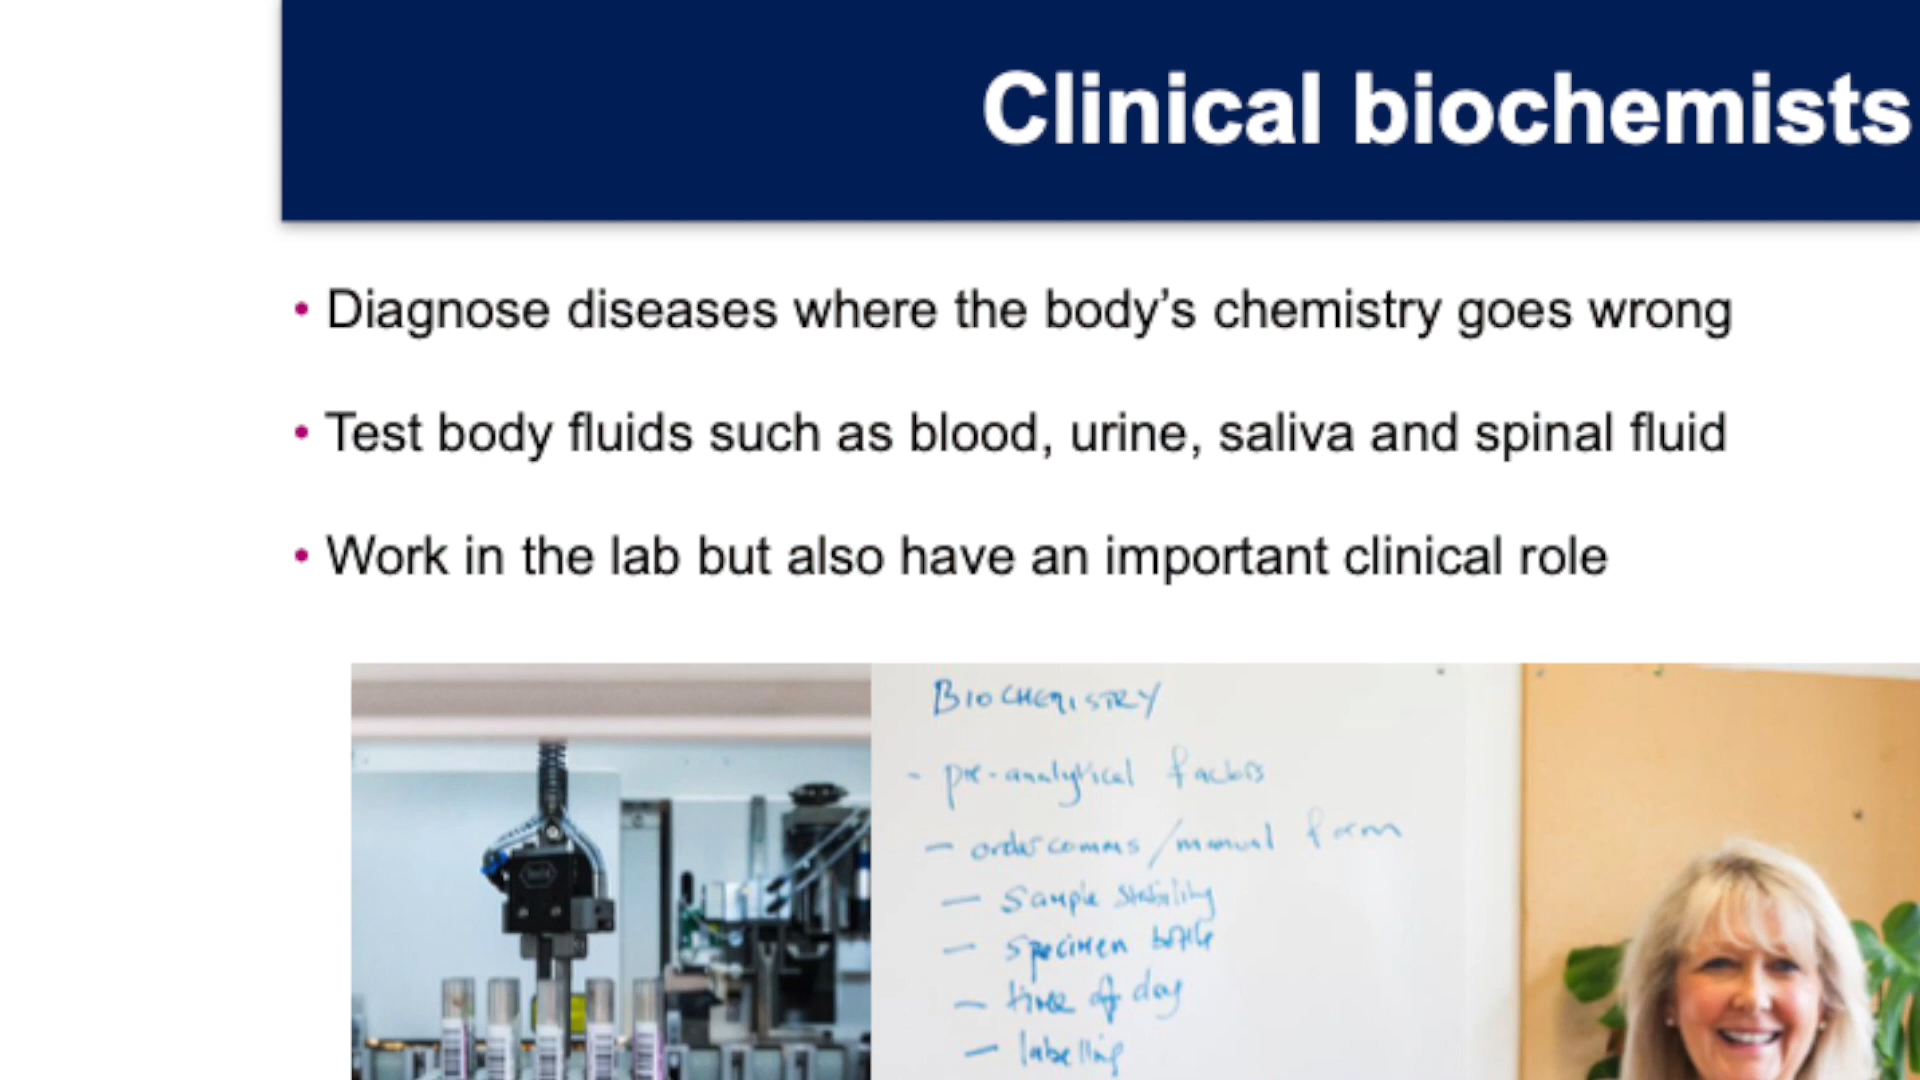 Clinical biochemists
• Diagnose diseases where the body’s chemistry goes wrong
• Test body fluids such as blood, urine, saliva and spinal fluid
• Work in the lab but also have an important clinical role
BIOCHEMISTRY
- pre-analytical factors
- ordercomms / manual form
- Sample stability
- specimen bottle
- time of day
- labelling